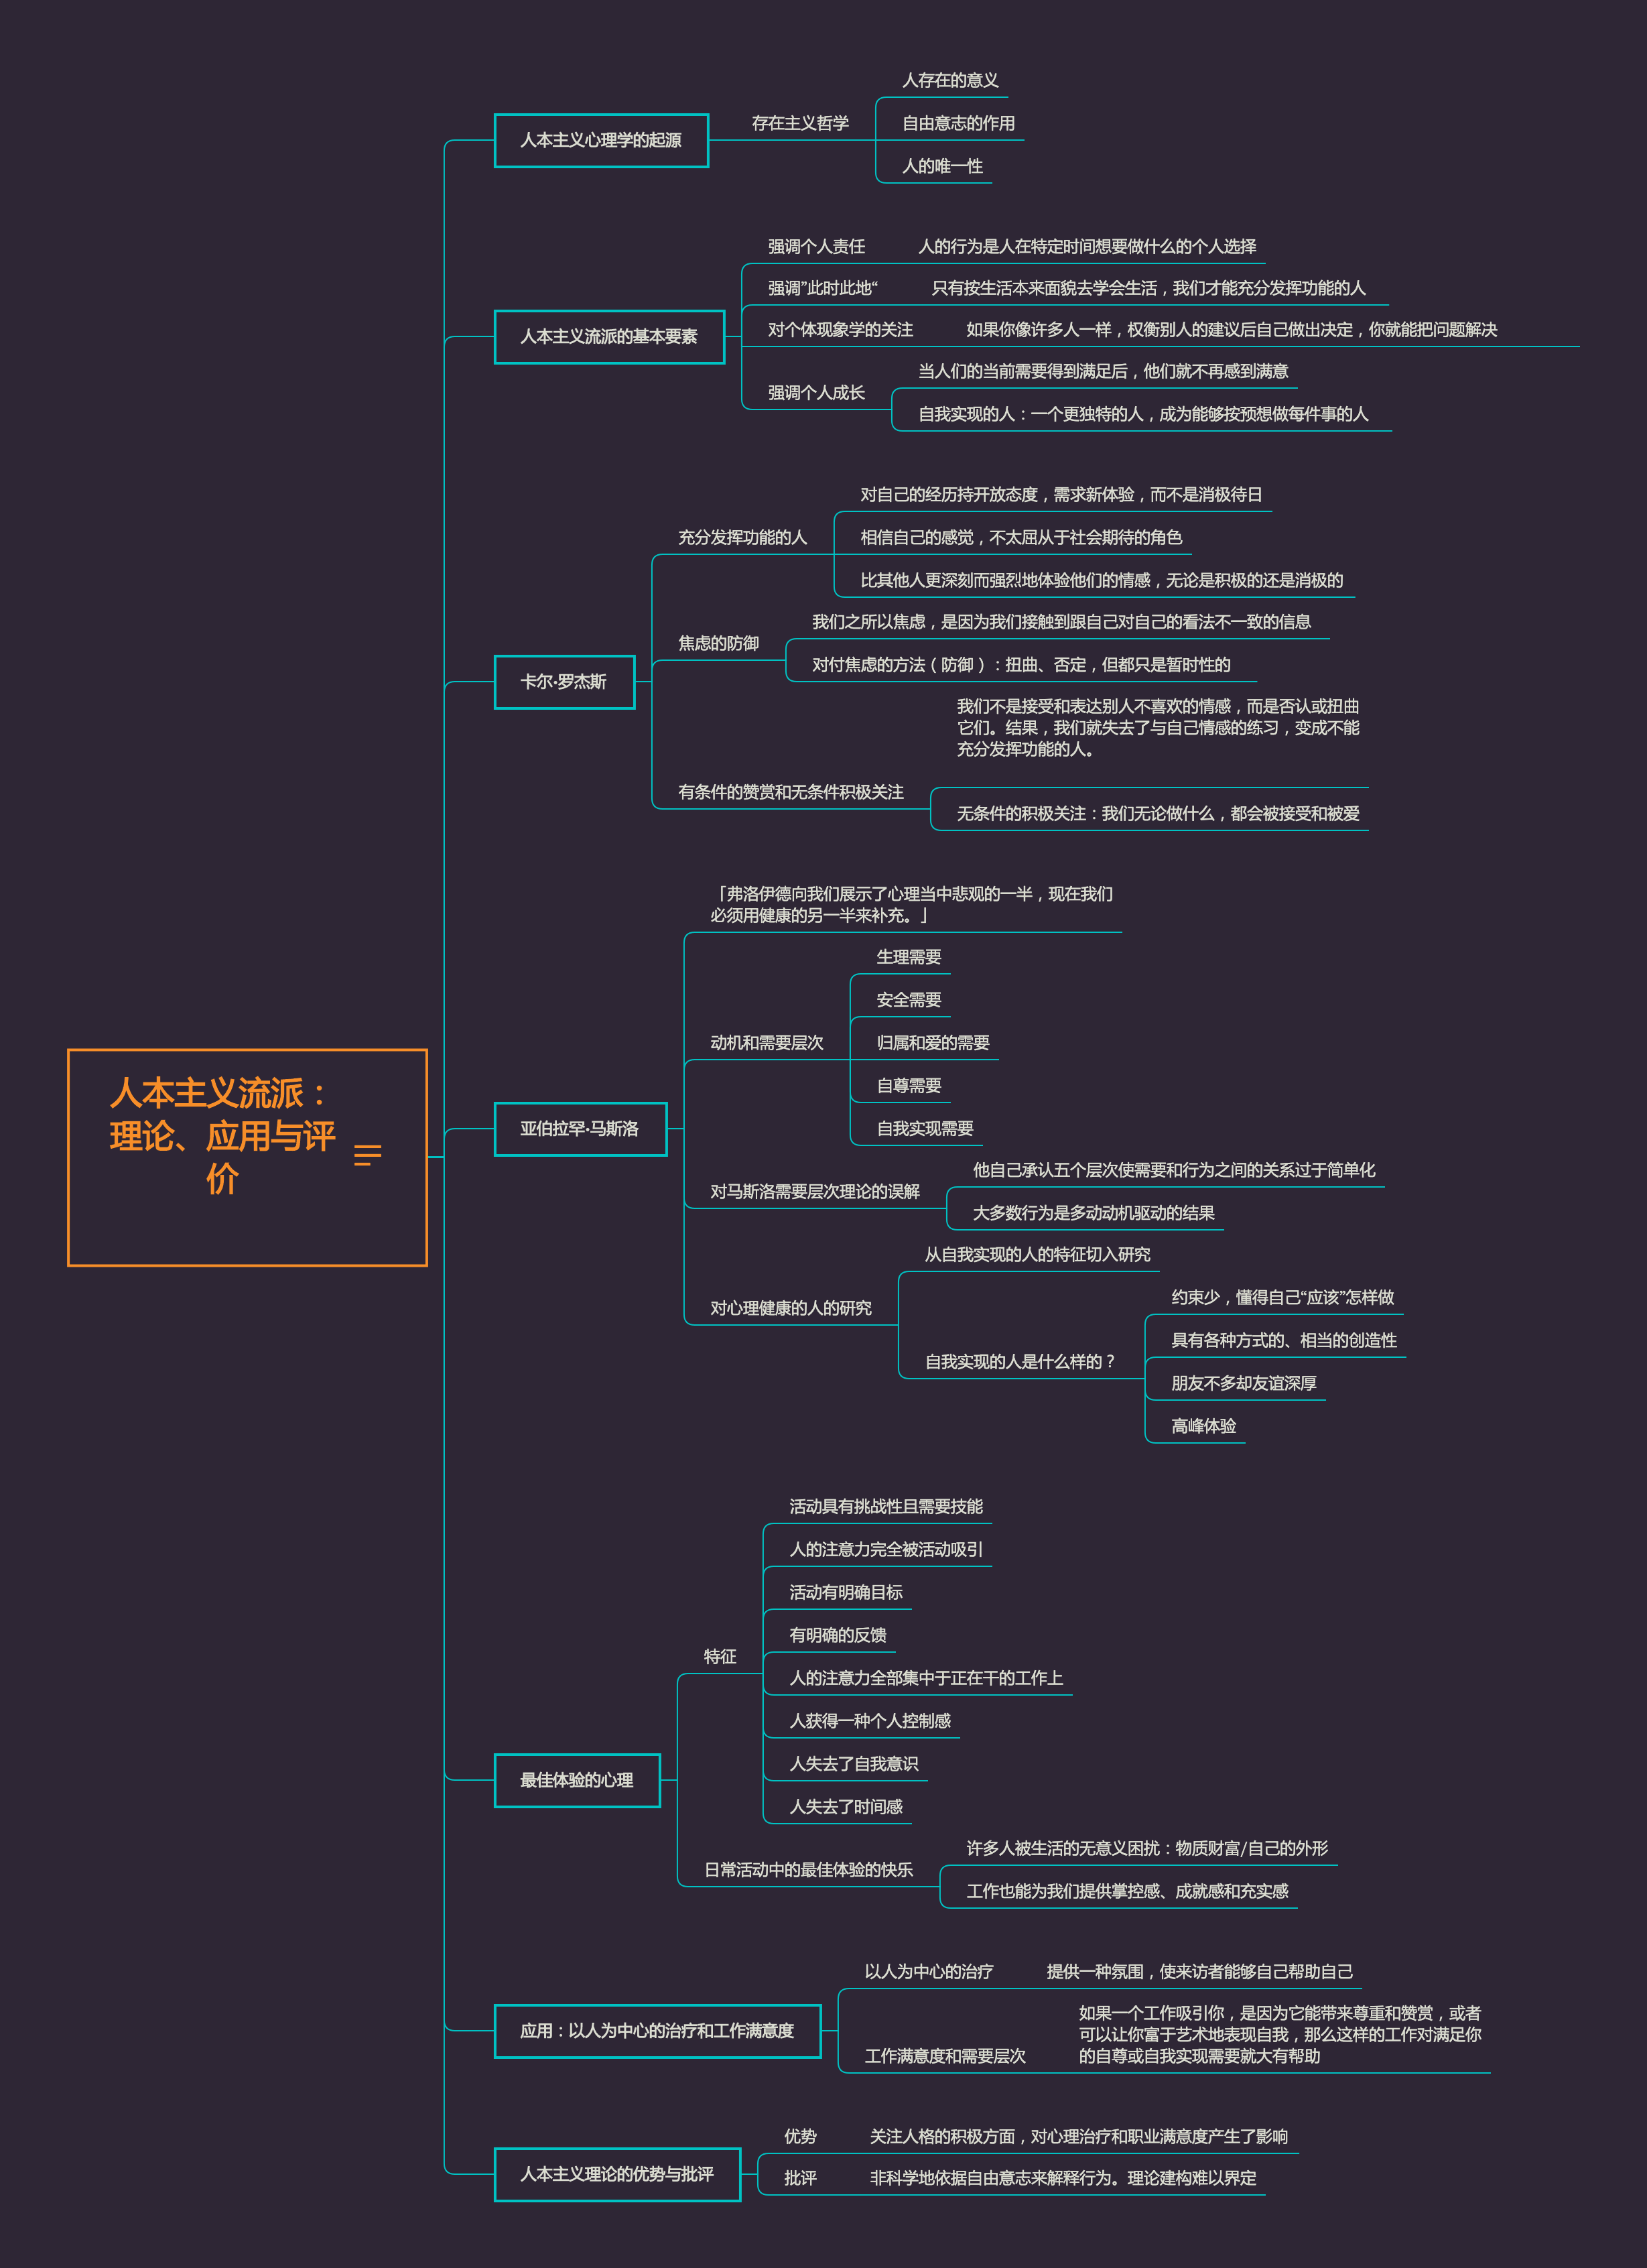 人本主义流派：
理论、应用与评
价
人本主义心理学的起源
存在主义哲学
人存在的意义
自由意志的作用
人的唯一性
人本主义流派的基本要素
强调个人责任
人的行为是人在特定时间想要做什么的个人选择
强调”此时此地“
只有按生活本来面貌去学会生活，我们才能充分发挥功能的人
对个体现象学的关注
如果你像许多人一样，权衡别人的建议后自己做出决定，你就能把问题解决
强调个人成长
当人们的当前需要得到满足后，他们就不再感到满意
自我实现的人：一个更独特的人，成为能够按预想做每件事的人
卡尔·罗杰斯
充分发挥功能的人
对自己的经历持开放态度，需求新体验，而不是消极待日
相信自己的感觉，不太屈从于社会期待的角色
比其他人更深刻而强烈地体验他们的情感，无论是积极的还是消极的
焦虑的防御
我们之所以焦虑，是因为我们接触到跟自己对自己的看法不一致的信息
对付焦虑的方法（防御）：扭曲、否定，但都只是暂时性的
有条件的赞赏和无条件积极关注
我们不是接受和表达别人不喜欢的情感，而是否认或扭曲
它们。结果，我们就失去了与自己情感的练习，变成不能
充分发挥功能的人。
无条件的积极关注：我们无论做什么，都会被接受和被爱
亚伯拉罕·马斯洛
「弗洛伊德向我们展示了心理当中悲观的一半，现在我们
必须用健康的另一半来补充。」
动机和需要层次
生理需要
安全需要
归属和爱的需要
自尊需要
自我实现需要
对马斯洛需要层次理论的误解
他自己承认五个层次使需要和行为之间的关系过于简单化
大多数行为是多动动机驱动的结果
对心理健康的人的研究
从自我实现的人的特征切入研究
自我实现的人是什么样的？
约束少，懂得自己“应该”怎样做
具有各种方式的、相当的创造性
朋友不多却友谊深厚
高峰体验
最佳体验的心理
特征
活动具有挑战性且需要技能
人的注意力完全被活动吸引
活动有明确目标
有明确的反馈
人的注意力全部集中于正在干的工作上
人获得一种个人控制感
人失去了自我意识
人失去了时间感
日常活动中的最佳体验的快乐
许多人被生活的无意义困扰：物质财富/自己的外形
工作也能为我们提供掌控感、成就感和充实感
应用：以人为中心的治疗和工作满意度
以人为中心的治疗
提供一种氛围，使来访者能够自己帮助自己
工作满意度和需要层次
如果一个工作吸引你，是因为它能带来尊重和赞赏，或者
可以让你富于艺术地表现自我，那么这样的工作对满足你
的自尊或自我实现需要就大有帮助
人本主义理论的优势与批评
优势
关注人格的积极方面，对心理治疗和职业满意度产生了影响
批评
非科学地依据自由意志来解释行为。理论建构难以界定